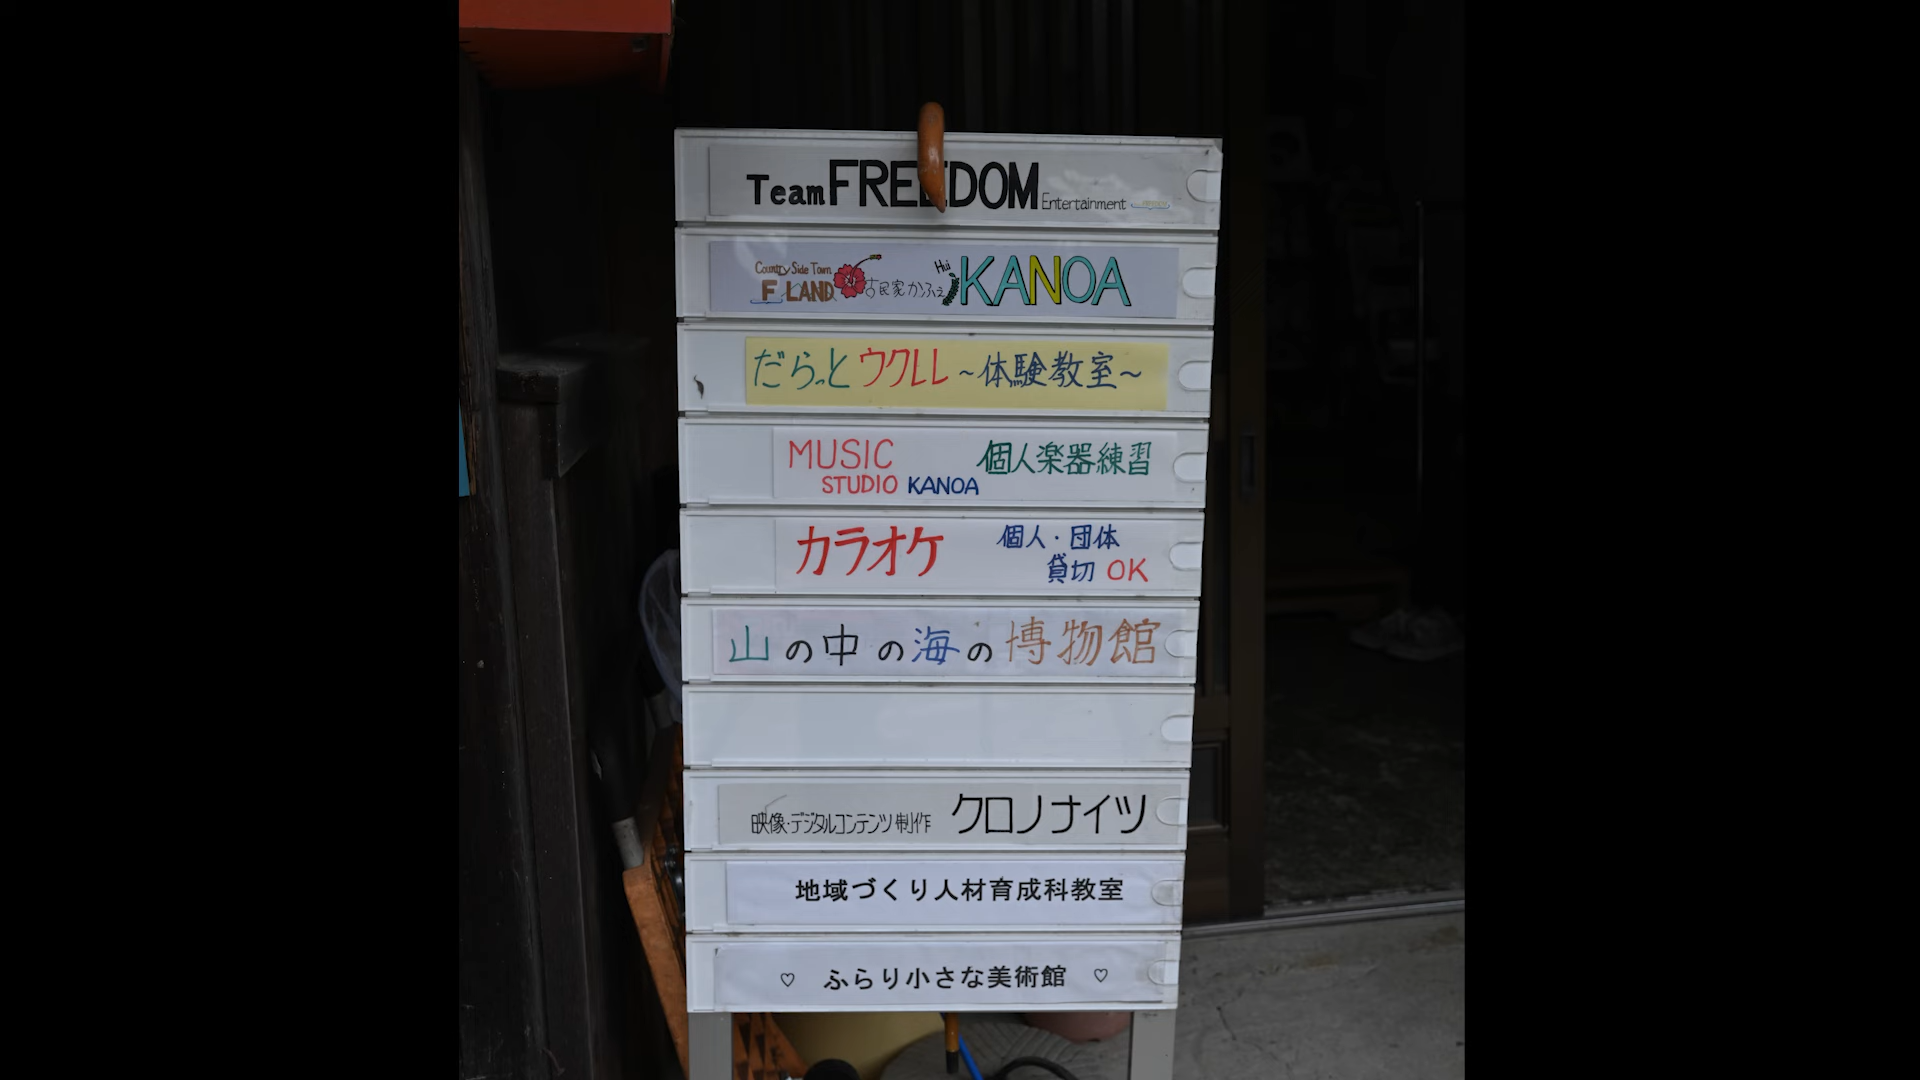 Team FREEDOM Entertainment
Country Side Town
F LAND 古民家かふぇ Hui KANOA
だらっとウクレレ～体験教室～
MUSIC 個人楽器練習
STUDIO KANOA
カラオケ 個人・団体
貸切 OK
山の中の海の博物館
映像・デジタルコンテンツ制作 クロノナイツ
地域づくり人材育成科教室
♡ ふらり小さな美術館 ♡